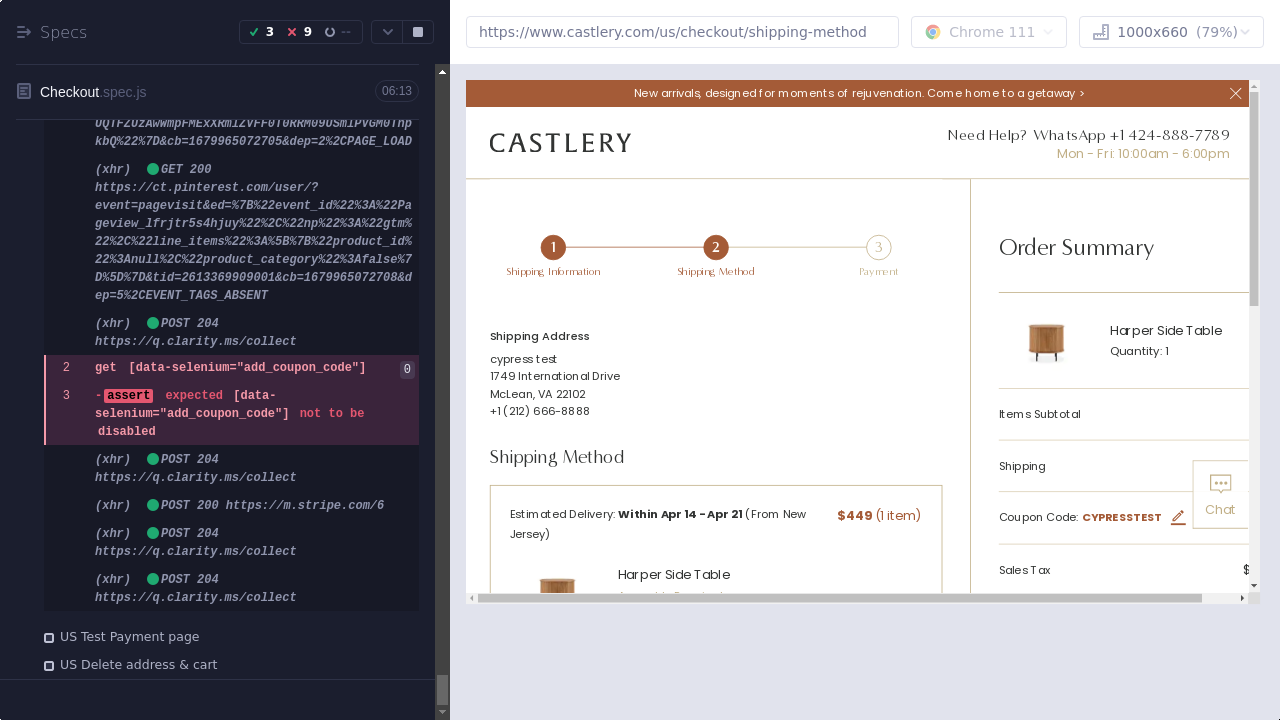 Specs
3
9
--
Checkout.spec.js
06:13
kbQ%22%7D&cb=1679965072705&dep=2%2CPAGE_LOAD
(xhr) GET 200
https://ct.pinterest.com/user/?
event=pagevisit&ed=%7B%22event_id%22%3A%22Pa
geview_lfrjtr5s4hjuy%22%2C%22np%22%3A%22gtm%
22%2C%22line_items%22%3A%5B%7B%22product_id%
22%3Anull%2C%22product_category%22%3Afalse%7
D%5D%7D&tid=2613369909001&cb=1679965072708&d
ep=5%2CEVENT_TAGS_ABSENT
(xhr) POST 204
https://q.clarity.ms/collect
2 get [data-selenium="add_coupon_code"] 0
3 -assert expected [data-
selenium="add_coupon_code"] not to be
disabled
(xhr) POST 204
https://q.clarity.ms/collect
(xhr) POST 200 https://m.stripe.com/6
(xhr) POST 204
https://q.clarity.ms/collect
(xhr) POST 204
https://q.clarity.ms/collect
US Test Payment page
US Delete address & cart
https://www.castlery.com/us/checkout/shipping-method
Chrome 111
1000x660 (79%)
New arrivals, designed for moments of rejuvenation. Come home to a getaway >
CASTLERY
Need Help? WhatsApp +1 424-888-7789
Mon - Fri: 10:00am - 6:00pm
1
2
3
Shipping Information
Shipping Method
Payment
Shipping Address
cypress test
1749 International Drive
McLean, VA 22102
+1 (212) 666-8888
Shipping Method
Estimated Delivery: Within Apr 14 - Apr 21 (From New
Jersey)
$449 (1 item)
Harper Side Table
Order Summary
Harper Side Table
Quantity: 1
Items Subtotal
Shipping
Coupon Code: CYPRESSTEST
Sales Tax
$
Chat